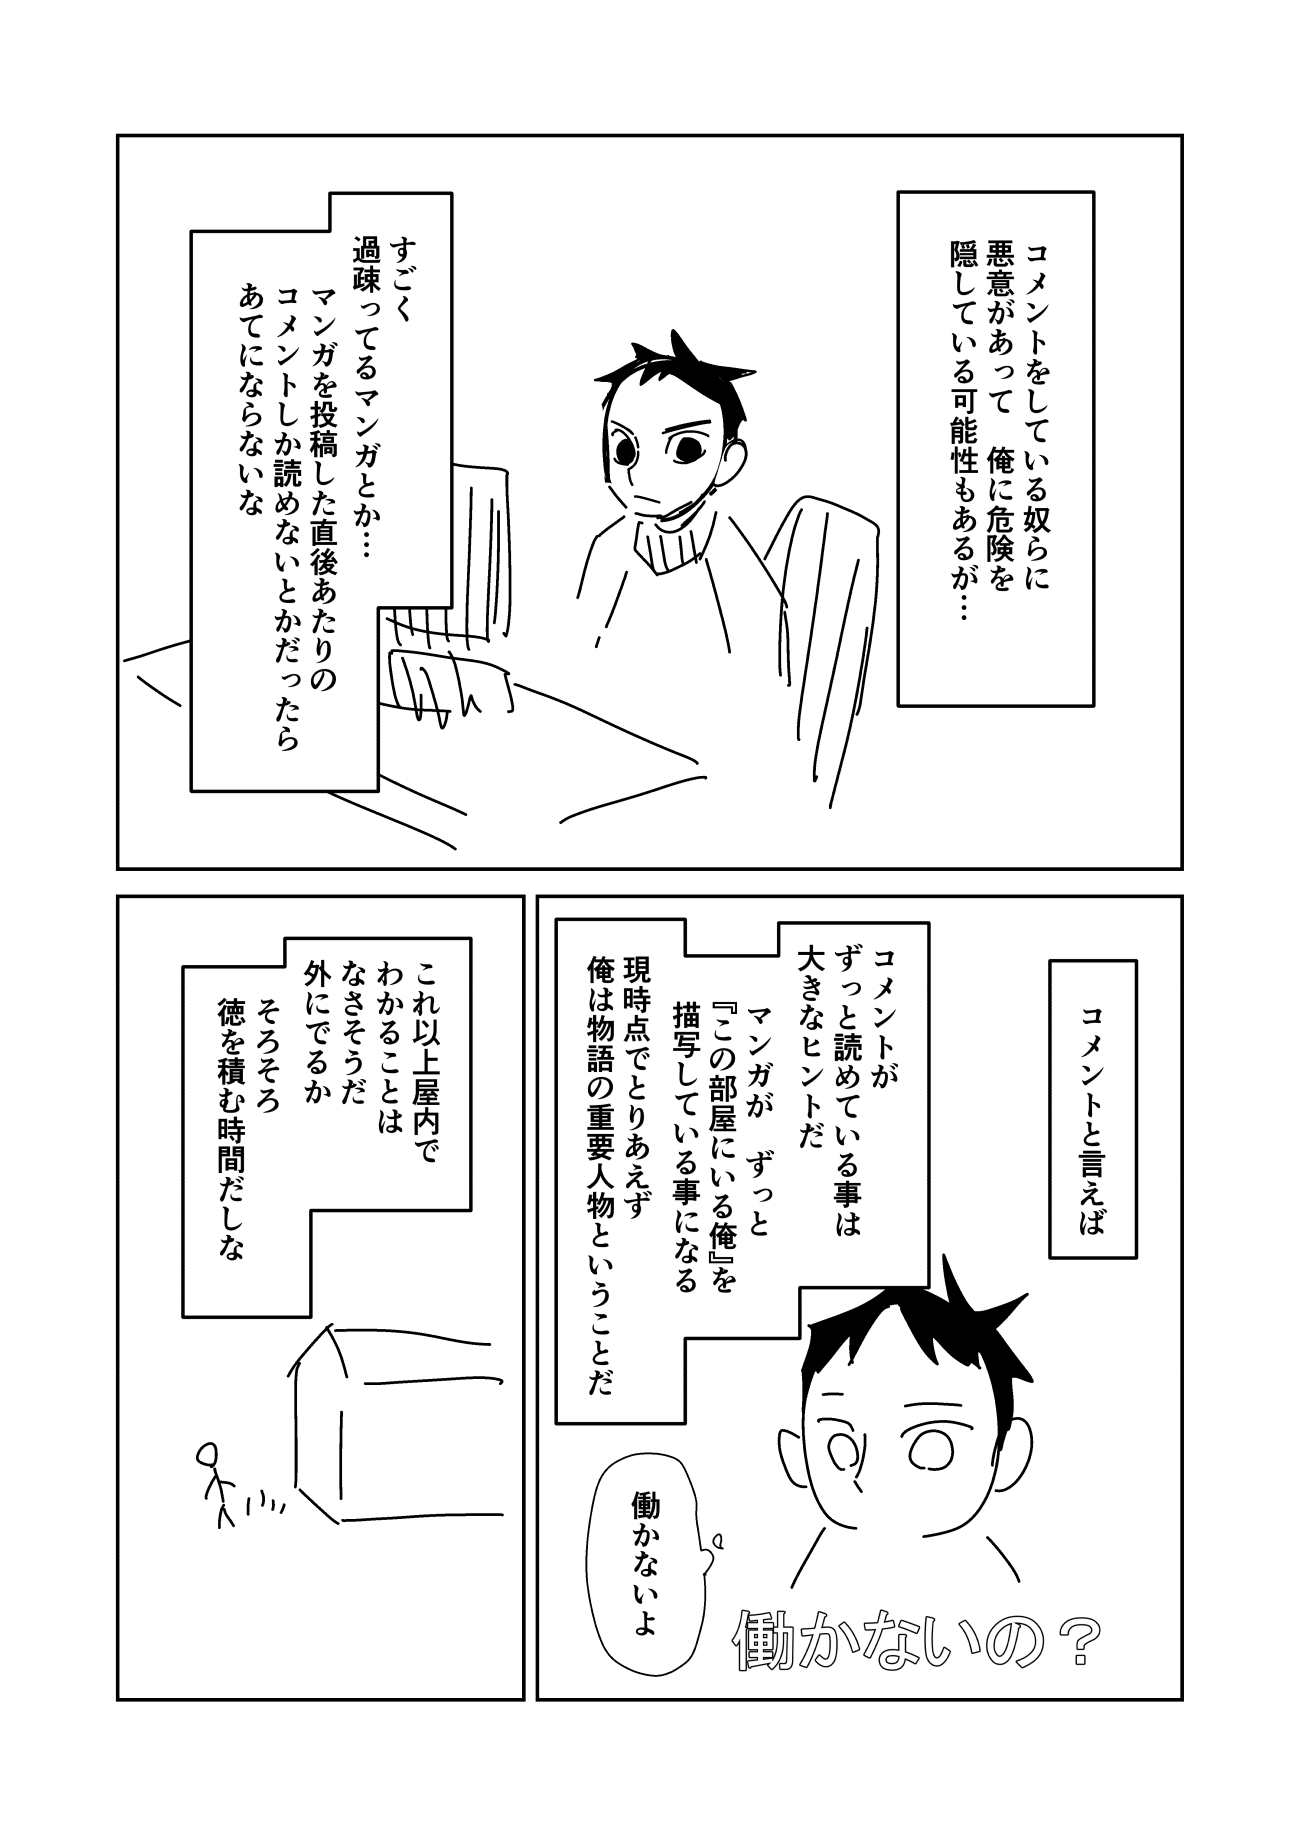 コメントをしている奴らに
悪意があって　俺に危険を
隠している可能性もあるが…
すごく
過疎ってるマンガとか…
マンガを投稿した直後あたりの
コメントしか読めないとかだったら
あてにならないな
コメントと言えば
コメントが
ずっと読めている事は
大きなヒントだ
マンガが　ずっと
『この部屋にいる俺』を
描写している事になる
現時点でとりあえず
俺は物語の重要人物ということだ
働かないの？
働かないよ
これ以上屋内で
わかることは
なさそうだ
外にでるか
そろそろ
徳を積む時間だしな